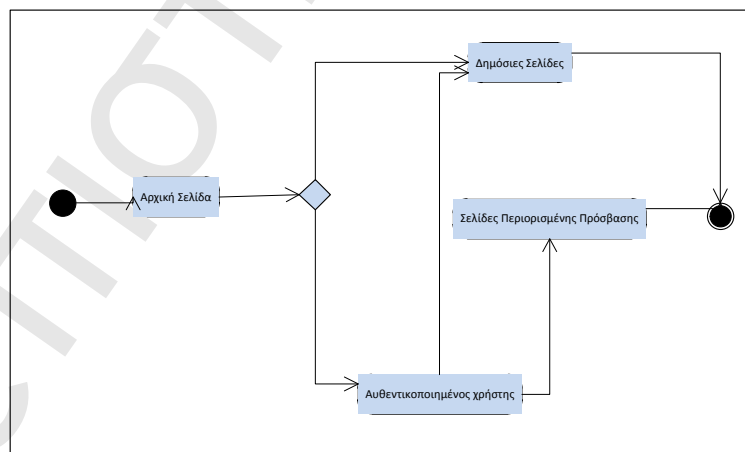 Δημόσιες Σελίδες
Αρχική Σελίδα
Σελίδες Περιορισμένης Πρόσβασης
Αυθεντικοποιημένος χρήστης